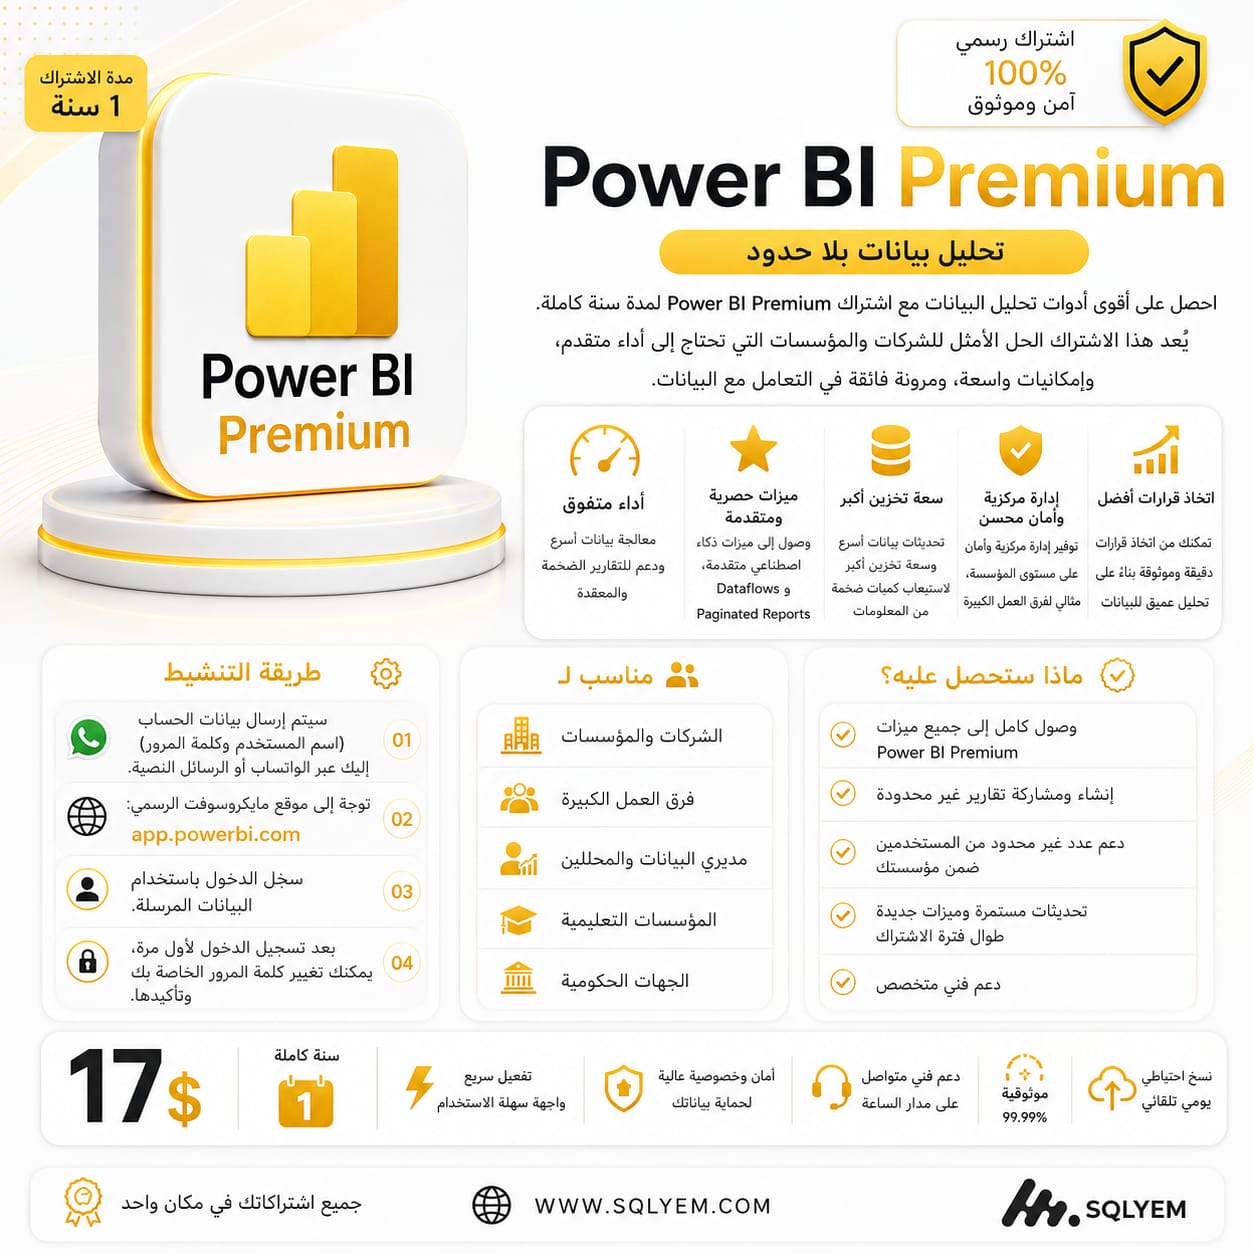 اشتراك رسمي
100%
آمن وموثوق
مدة الاشتراك
1 سنة
Power BI
Premium
Power BI Premium
تحليل بيانات بلا حدود
احصل على أقوى أدوات تحليل البيانات مع اشتراك Power BI Premium لمدة سنة كاملة.
يُعد هذا الاشتراك الحل الأمثل للشركات والمؤسسات التي تحتاج إلى أداء متقدم،
وإمكانيات واسعة، ومرونة فائقة في التعامل مع البيانات.
اتخاذ قرارات أفضل
تمكنك من اتخاذ قرارات
دقيقة وموثوقة بناءً على
تحليل عميق للبيانات
إدارة مركزية
وأمان محسن
توفير إدارة مركزية وأمان
على مستوى المؤسسة،
مثالي لفرق العمل الكبيرة
سعة تخزين أكبر
تحديثات بيانات أسرع
وسعة تخزين أكبر
لاستيعاب كميات ضخمة
من المعلومات
ميزات حصرية
ومتقدمة
وصول إلى ميزات ذكاء
اصطناعي متقدمة،
و Dataflows
Paginated Reports
أداء متفوق
معالجة بيانات أسرع
ودعم للتقارير الضخمة
والمعقدة
ماذا ستحصل عليه؟
وصول كامل إلى جميع ميزات
Power BI Premium
إنشاء ومشاركة تقارير غير محدودة
دعم عدد غير محدود من المستخدمين
ضمن مؤسستك
تحديثات مستمرة وميزات جديدة
طوال فترة الاشتراك
دعم فني متخصص
مناسب لـ
الشركات والمؤسسات
فرق العمل الكبيرة
مديري البيانات والمحللين
المؤسسات التعليمية
الجهات الحكومية
طريقة التنشيط
01
سيتم إرسال بيانات الحساب
(اسم المستخدم وكلمة المرور)
إليك عبر الواتساب أو الرسائل النصية.
02
توجة إلى موقع مايكروسوفت الرسمي:
app.powerbi.com
03
سجل الدخول باستخدام
البيانات المرسلة.
04
بعد تسجيل الدخول لأول مرة،
يمكنك تغيير كلمة المرور الخاصة بك
وتأكيدها.
نسخ احتياطي
يومي تلقائي
موثوقية
99.99%
دعم فني متواصل
على مدار الساعة
أمان وخصوصية عالية
لحماية بياناتك
تفعيل سريع
واجهة سهلة الاستخدام
سنة كاملة
1
17$
SQLYEM
WWW.SQLYEM.COM
جميع اشتراكاتك في مكان واحد